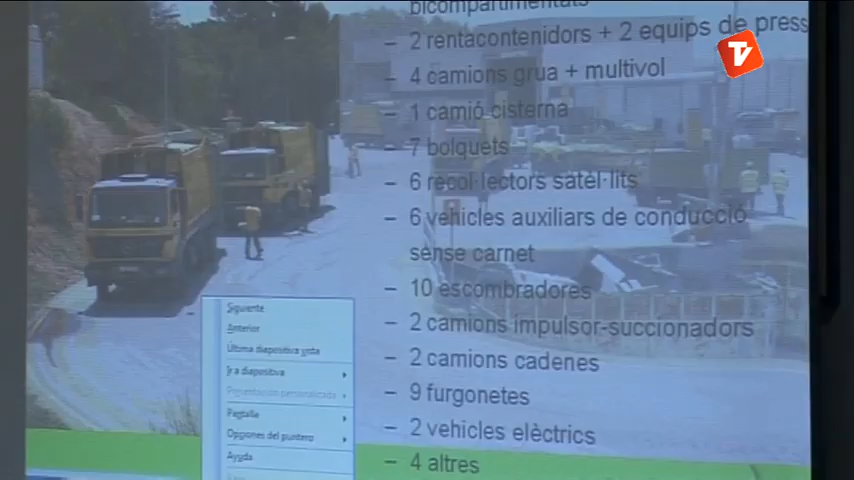 bicompartimentats
– 2 rentacontenidors + 2 equips de press
TV
– 4 camions grua + multivol
– 1 camió cisterna
– 7 bolquets
– 6 recol·lectors satèl·lits
– 6 vehicles auxiliars de conducció
sense carnet
– 10 escombradores
– 2 camions impulsor-succionadors
– 2 camions cadenes
– 9 furgonetes
– 2 vehicles elèctrics
– 4 altres
Siguiente
Anterior
Última diapositiva vista
Ir a diapositiva
Presentación personalizada
Pantalla
Opciones del puntero
Ayuda